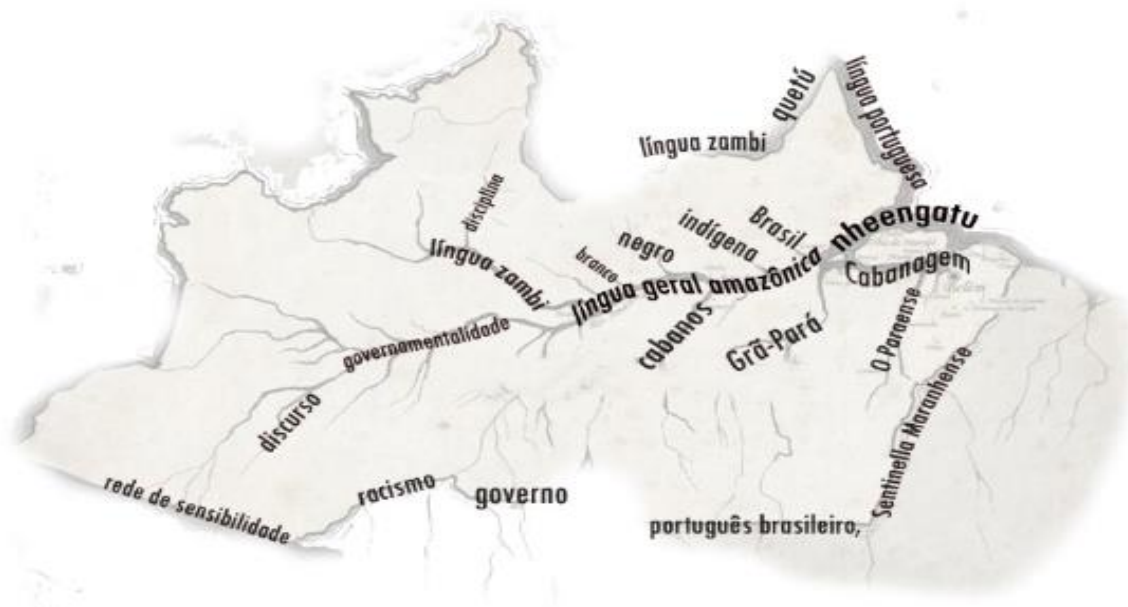 quetú
língua portuguesa
língua zambi
disciplina
nheengatu
Brasil
indígena
negro
língua zambi
branco
língua geral amazônica
Cabanagem
cabanos
Grã-Pará
O Paraense
governamentalidade
Sentinella Maranhense
discurso
rede de sensibilidade
racismo
governo
português brasileiro,